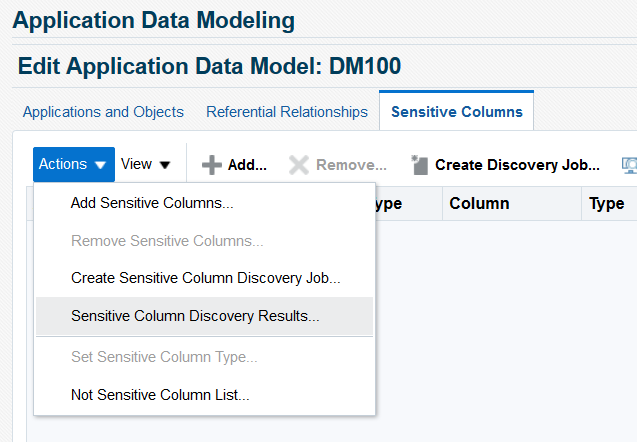 Application Data Modeling
Edit Application Data Model: DM100
Applications and Objects Referential Relationships Sensitive Columns
Actions View Add... Remove... Create Discovery Job...
Column Type
Add Sensitive Columns...
Remove Sensitive Columns...
Create Sensitive Column Discovery Job...
Sensitive Column Discovery Results...
Set Sensitive Column Type...
Not Sensitive Column List...